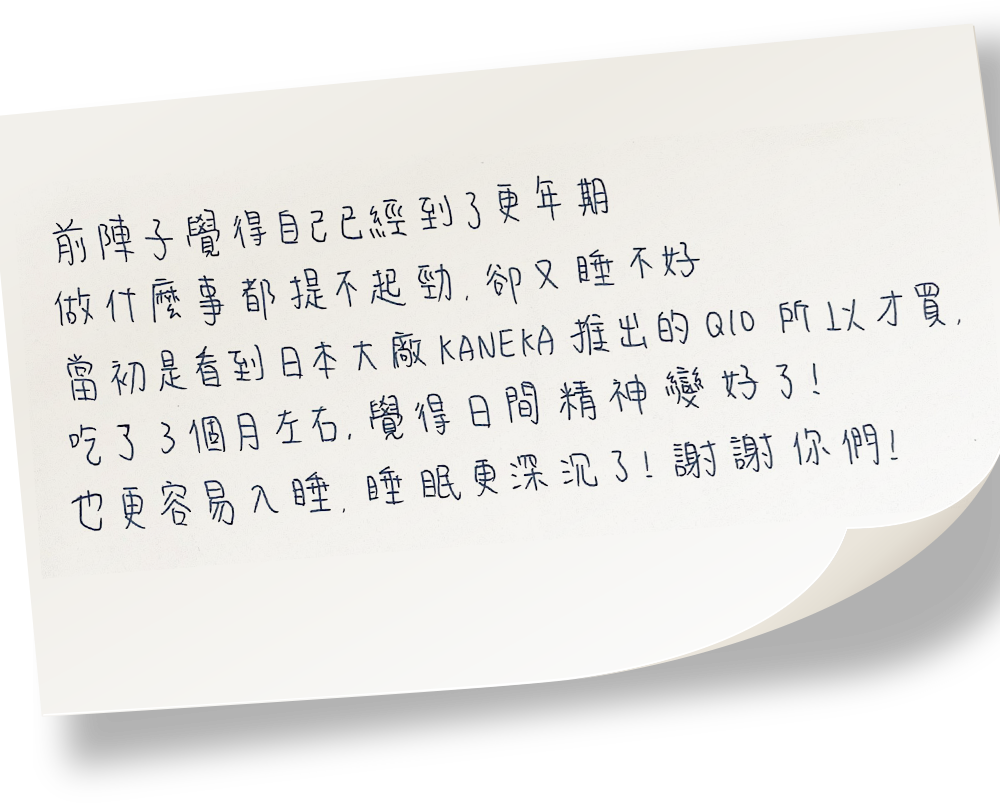 前陣子覺得自己已經到了更年期
做什麼事都提不起勁,卻又睡不好
當初是看到日本大廠KANEKA推出的Q10所以才買,
吃了3個月左右,覺得日間精神變好了!
也更容易入睡,睡眠更深沉了!謝謝你們!